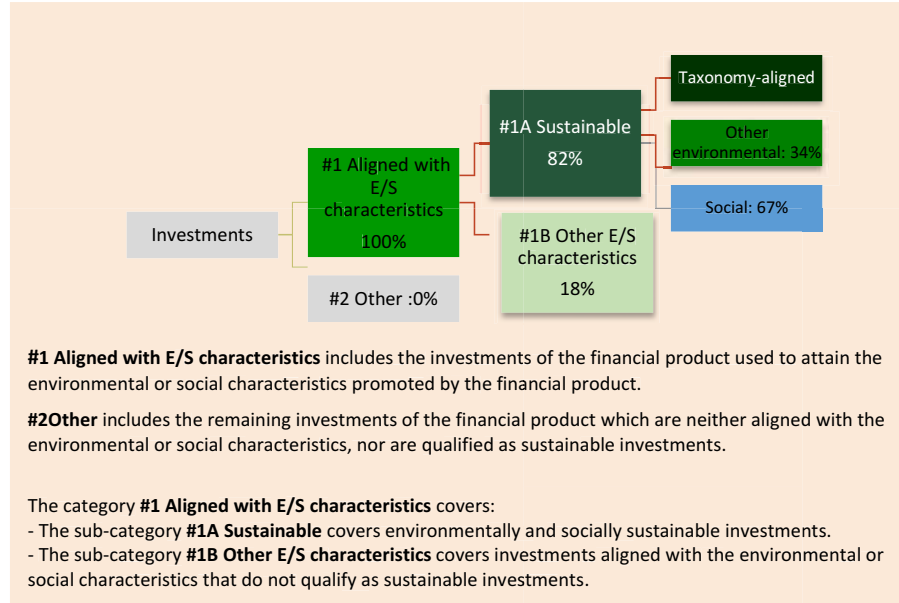 Taxonomy-aligned
#1A Sustainable
82%
Other
environmental: 34%
#1 Aligned with
E/S
characteristics
100%
Social: 67%
Investments
#1B Other E/S
characteristics
18%
#2 Other :0%
#1 Aligned with E/S characteristics includes the investments of the financial product used to attain the
environmental or social characteristics promoted by the financial product.
#2Other includes the remaining investments of the financial product which are neither aligned with the
environmental or social characteristics, nor are qualified as sustainable investments.
The category #1 Aligned with E/S characteristics covers:
- The sub-category #1A Sustainable covers environmentally and socially sustainable investments.
- The sub-category #1B Other E/S characteristics covers investments aligned with the environmental or
social characteristics that do not qualify as sustainable investments.